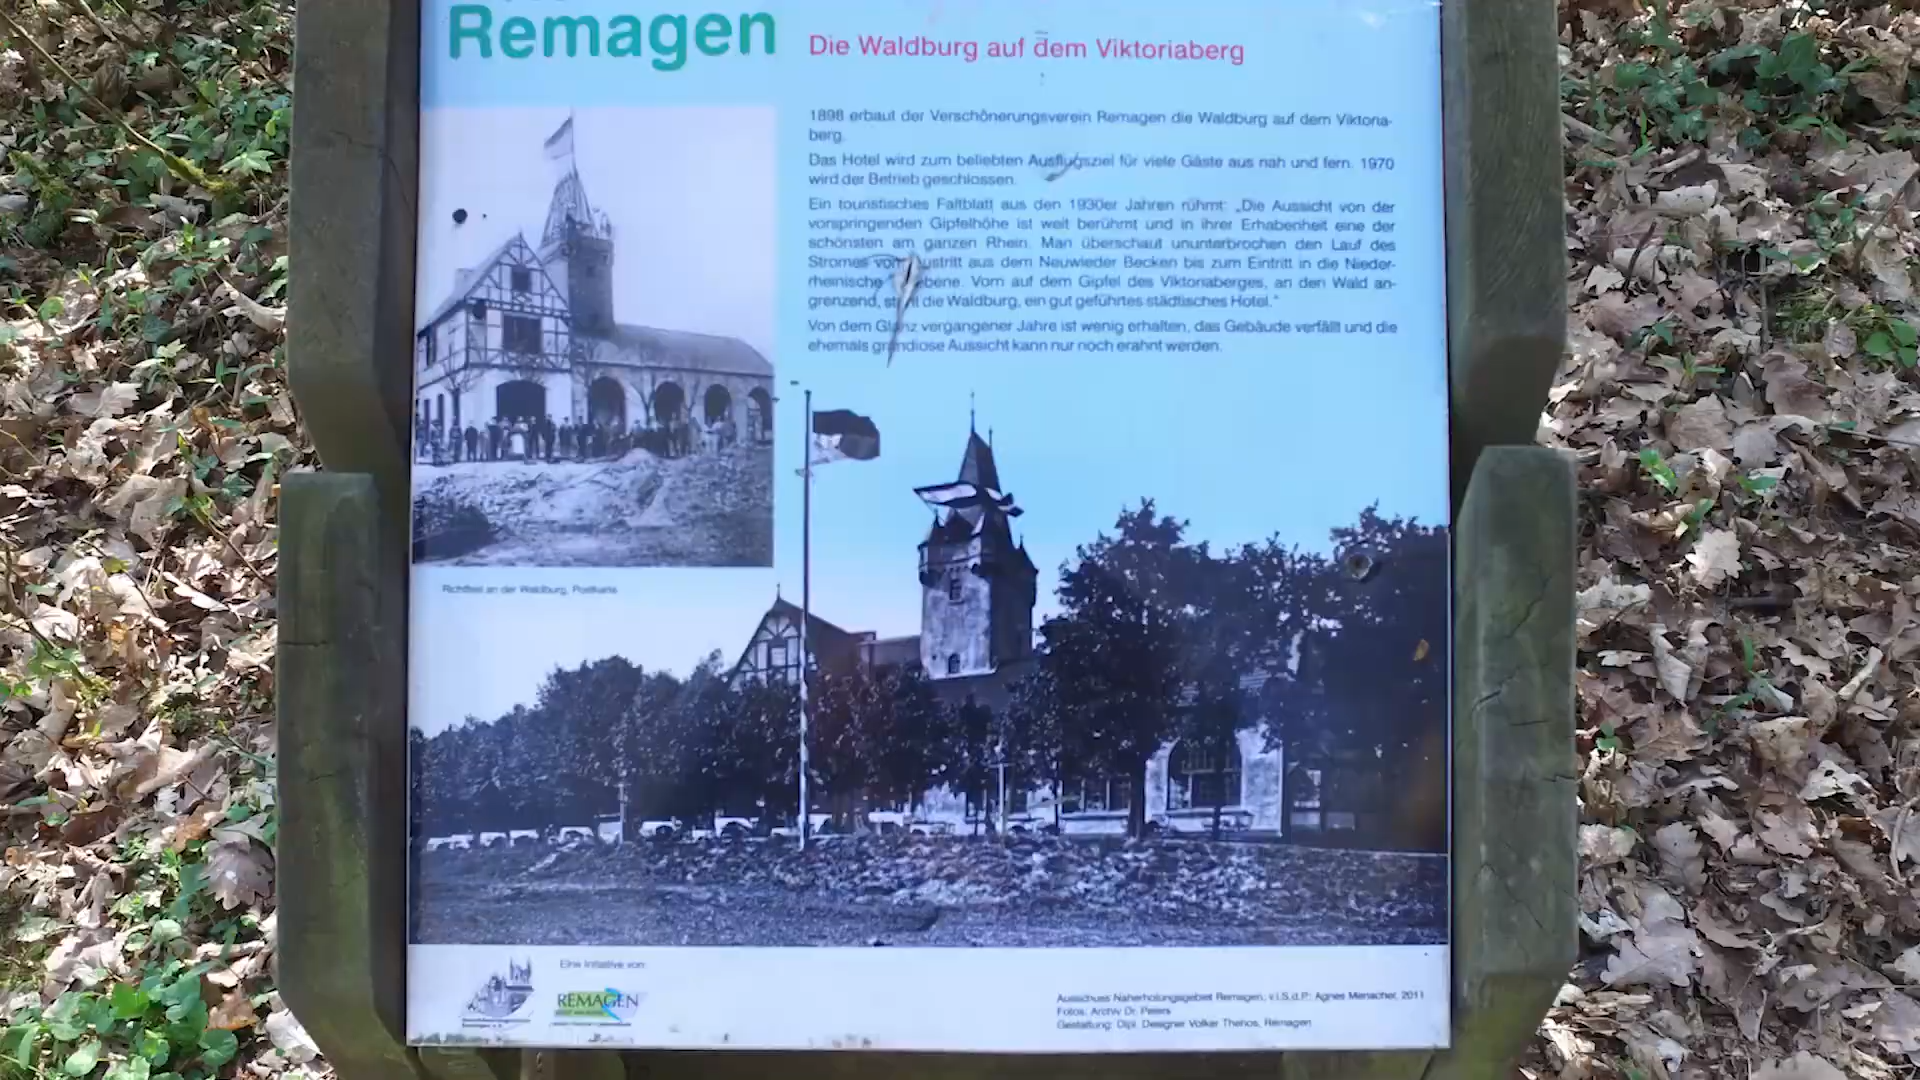 Remagen
Die Waldburg auf dem Viktoriaberg
1898 erbaut der Verschönerungsverein Remagen die Waldburg auf dem Viktoria-
berg.
Das Hotel wird zum beliebten Ausflugsziel für viele Gäste aus nah und fern. 1970
wird der Betrieb geschlossen.
Ein touristisches Faltblatt aus den 1930er Jahren rühmt: „Die Aussicht von der
vorspringenden Gipfelhöhe ist weit berühmt und in ihrer Erhabenheit eine der
schönsten am ganzen Rhein. Man überschaut ununterbrochen den Lauf des
Stromes vom Austritt aus dem Neuwieder Becken bis zum Eintritt in die Nieder-
rheinische ebene. Vorn auf dem Gipfel des Viktoriaberges, an den Wald an-
grenzend, steht die Waldburg, ein gut geführtes städtisches Hotel."
Von dem Glanz vergangener Jahre ist wenig erhalten, das Gebäude verfällt und die
ehemals grandiose Aussicht kann nur noch erahnt werden.
Richtfest an der Waldburg, Postkarte
Eine Initiative von:
REMAGEN
Ausschuss Naherholungsgebiet Remagen, v.i.S.d.P.: Agnes Menacher, 2011
Fotos: Archiv Dr. Peters
Gestaltung: Dipl. Designer Volker Thehos, Remagen